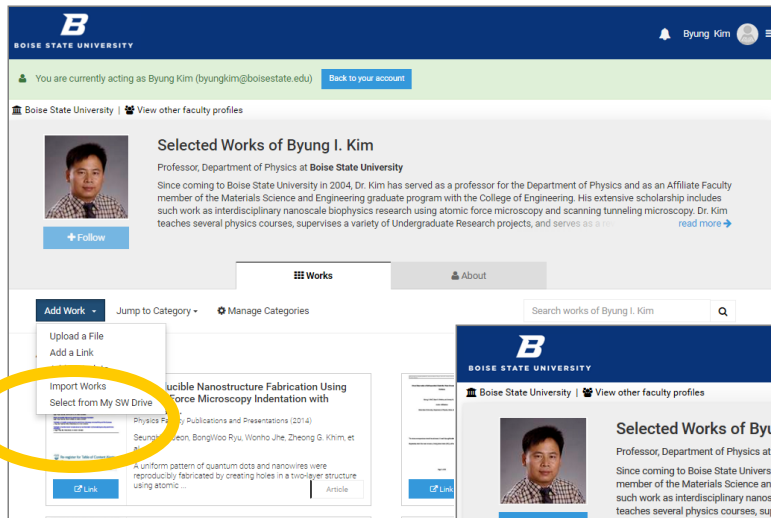 B
BOISE STATE UNIVERSITY
Byung Kim
You are currently acting as Byung Kim (byungkim@boisestate.edu) Back to your account
Boise State University | View other faculty profiles
Selected Works of Byung I. Kim
Professor, Department of Physics at Boise State University
Since coming to Boise State University in 2004, Dr. Kim has served as a professor for the Department of Physics and as an Affiliate Faculty
member of the Materials Science and Engineering graduate program with the College of Engineering. His extensive scholarship includes
such work as interdisciplinary nanoscale biophysics research using atomic force microscopy and scanning tunneling microscopy. Dr. Kim
teaches several physics courses, supervises a variety of Undergraduate Research projects, and serves as a read more
+ Follow
Works About
Add Work Jump to Category Manage Categories Search works of Byung I. Kim
Upload a File
Add a Link
Import Works
Select from My SW Drive
ucible Nanostructure Fabrication Using
Force Microscopy Indentation with
Physics Faculty Publications and Presentations (2014)
Seungh eon, BongWoo Ryu, Wonho Jhe, Zheong G. Khim, et
A uniform pattern of quantum dots and nanowires were
reproducibly fabricated by creating holes in a two-layer structure
using atomic ...
Link Article Link
B
BOISE STATE UNIVERSITY
Boise State University | View other faculty profiles
Selected Works of Byu
Professor, Department of Physics at
Since coming to Boise Univers
member of the Materials Science an
such work as interdisciplinary nanos
teaches several physics courses, sup